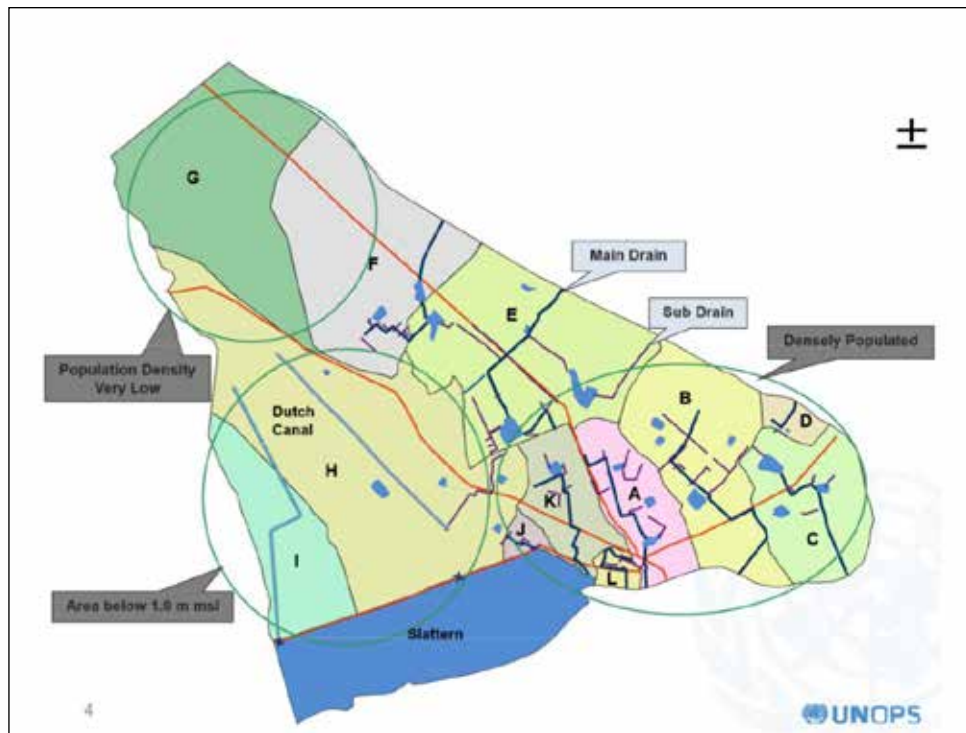 ±
G
F
Main Drain
E
Sub Drain
Densely Populated
Population Density
Very Low
B
Dutch
Canal
D
H
K
A
J
C
I
L
Area below 1.0 m msl
Slattern
4
UNOPS